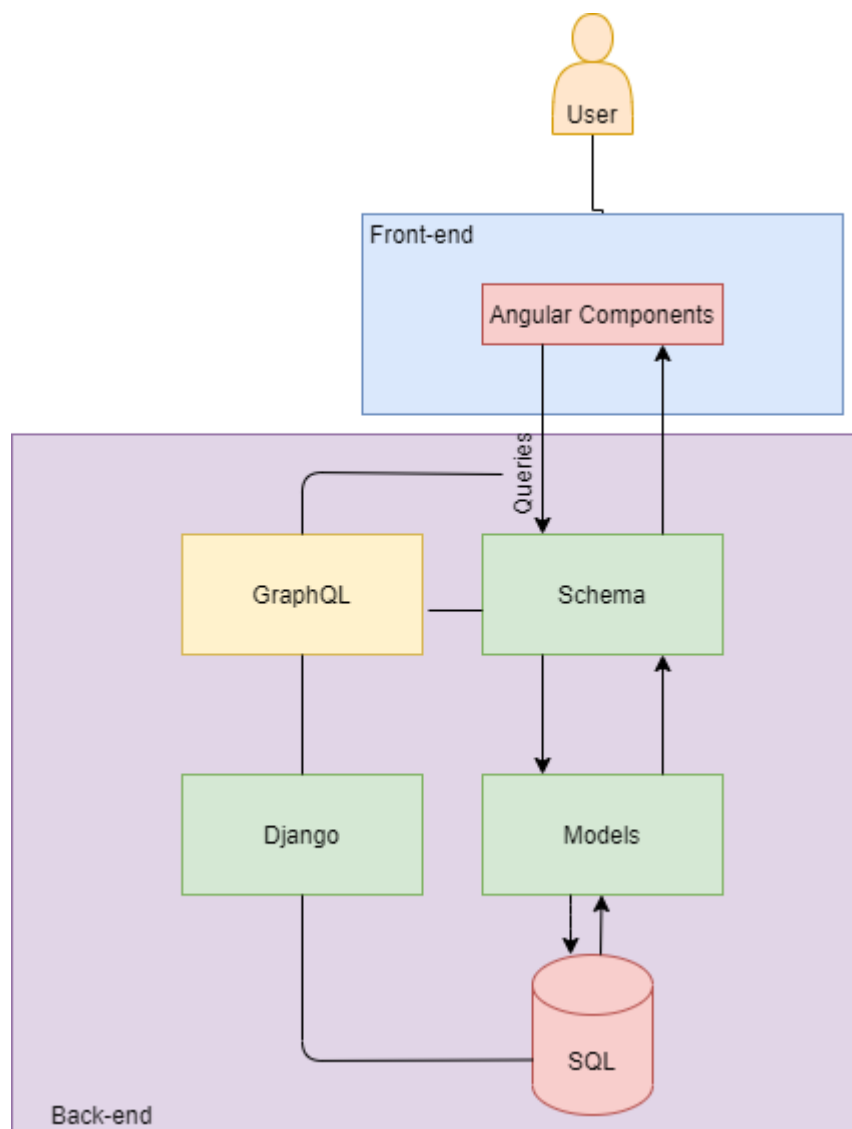 User
Front-end
Angular Components
Queries
GraphQL
Schema
Django
Models
SQL
Back-end